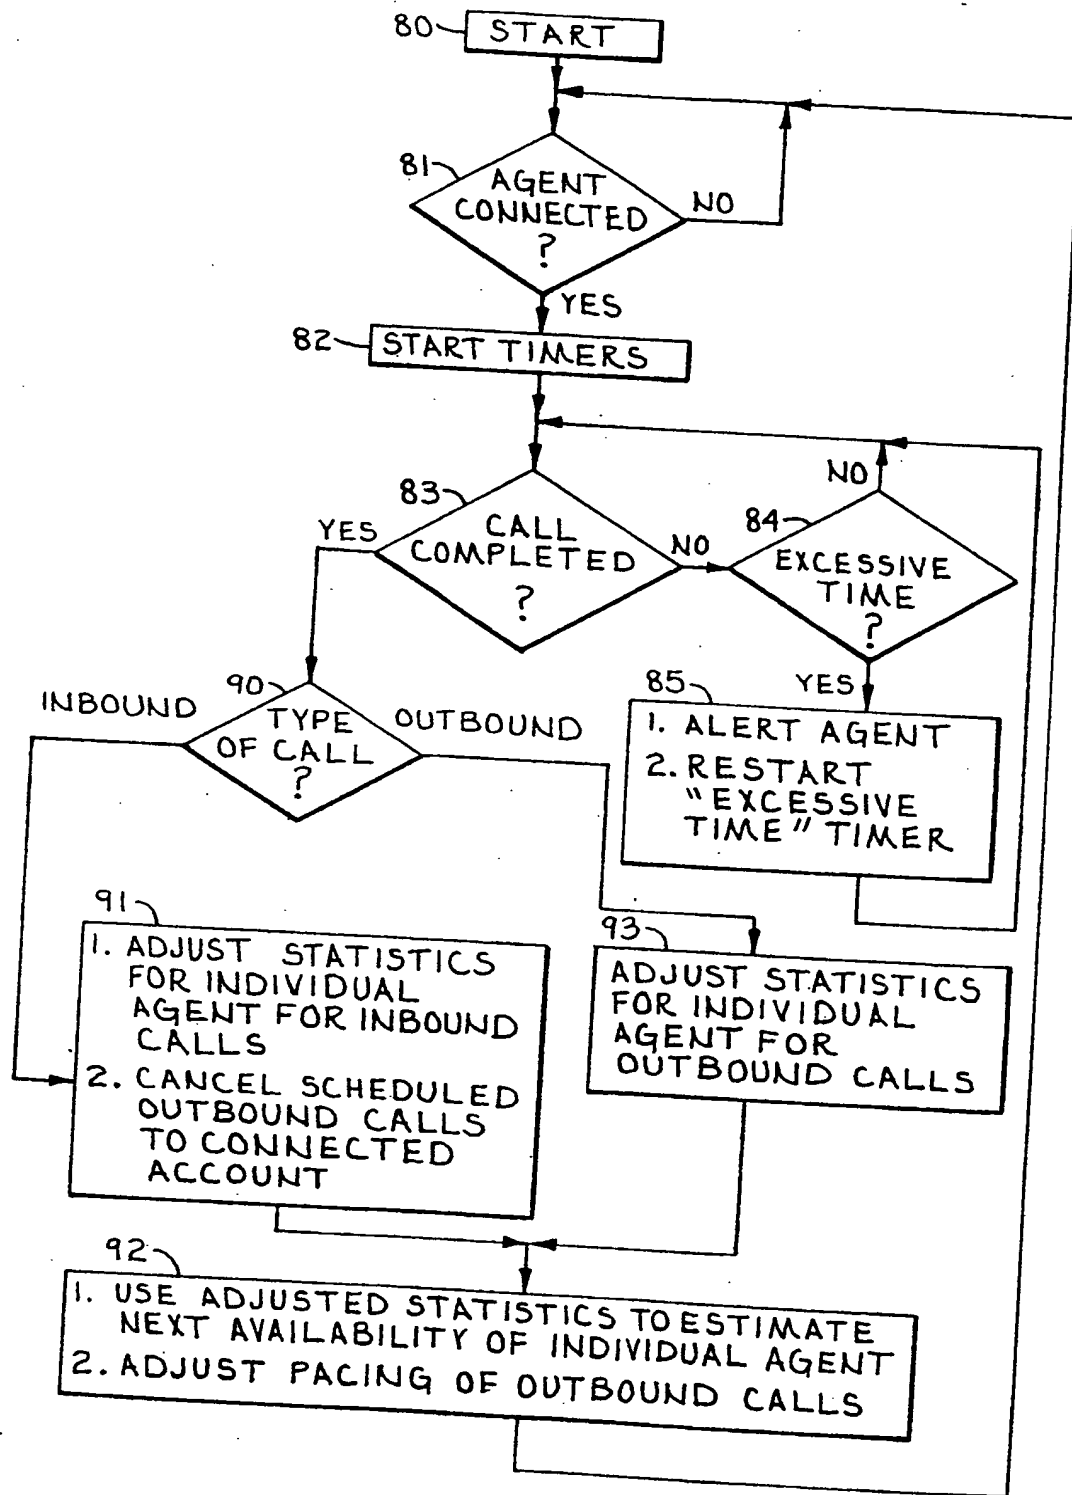 80 START
81 AGENT
CONNECTED
?
NO
YES
82 START TIMERS
83 CALL
COMPLETED
?
YES
NO
84 EXCESSIVE
TIME
?
NO
YES
85
1. ALERT AGENT
2. RESTART
"EXCESSIVE
TIME" TIMER
90 TYPE
OF CALL
?
INBOUND
OUTBOUND
91
1. ADJUST STATISTICS
FOR INDIVIDUAL
AGENT FOR INBOUND
CALLS
2. CANCEL SCHEDULED
OUTBOUND CALLS
TO CONNECTED
ACCOUNT
93
ADJUST STATISTICS
FOR INDIVIDUAL
AGENT FOR
OUTBOUND CALLS
92
1. USE ADJUSTED STATISTICS TO ESTIMATE
NEXT AVAILABILITY OF INDIVIDUAL AGENT
2. ADJUST PACING OF OUTBOUND CALLS